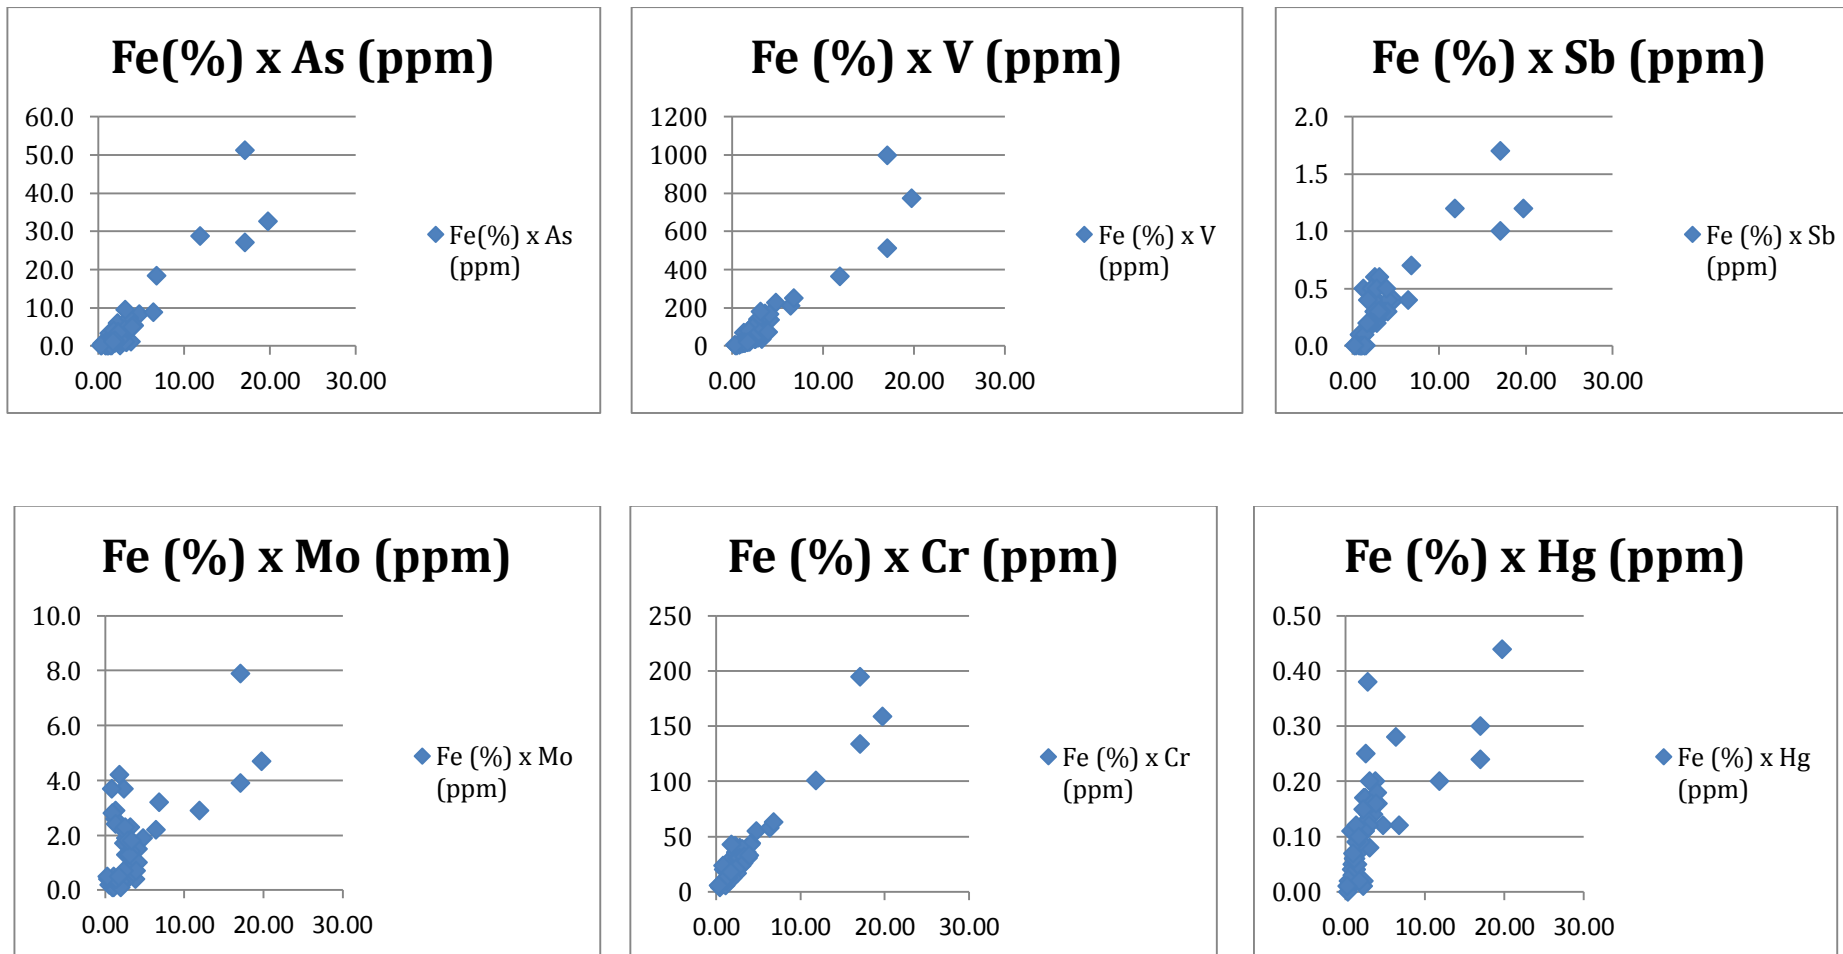 Fe(%) x As (ppm)
60.0
50.0
40.0
30.0
20.0
10.0
0.0
0.00 10.00 20.00 30.00
Fe(%) x As
(ppm)
Fe (%) x V (ppm)
1200
1000
800
600
400
200
0
0.00 10.00 20.00 30.00
Fe (%) x V
(ppm)
Fe (%) x Sb (ppm)
2.0
1.5
1.0
0.5
0.0
0.00 10.00 20.00 30.00
Fe (%) x Sb
(ppm)
Fe (%) x Mo (ppm)
10.0
8.0
6.0
4.0
2.0
0.0
0.00 10.00 20.00 30.00
Fe (%) x Mo
(ppm)
Fe (%) x Cr (ppm)
250
200
150
100
50
0
0.00 10.00 20.00 30.00
Fe (%) x Cr
(ppm)
Fe (%) x Hg (ppm)
0.50
0.40
0.30
0.20
0.10
0.00
0.00 10.00 20.00 30.00
Fe (%) x Hg
(ppm)